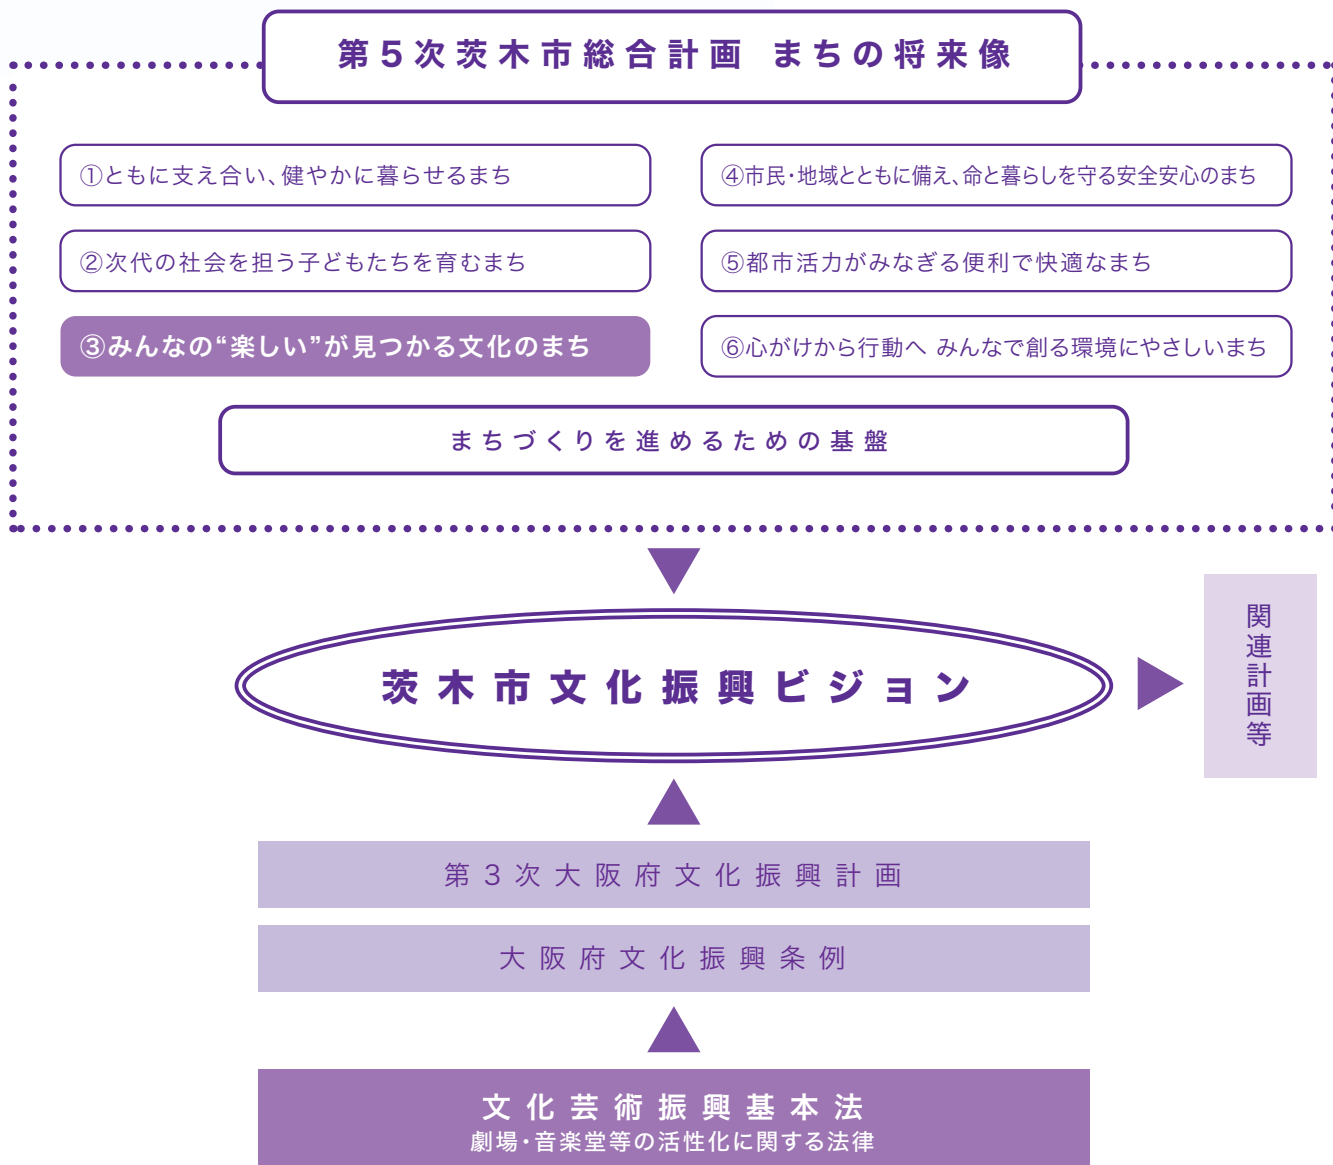 第5次茨木市総合計画 まちの将来像
①ともに支え合い、健やかに暮らせるまち
②次代の社会を担う子どもたちを育むまち
③みんなの“楽しい”が見つかる文化のまち
④市民・地域とともに備え、命と暮らしを守る安全安心のまち
⑤都市活力がみなぎる便利で快適なまち
⑥心がけから行動へ みんなで創る環境にやさしいまち
まちづくりを進めるための基盤
茨木市文化振興ビジョン
関連計画等
第3次大阪府文化振興計画
大阪府文化振興条例
文化芸術振興基本法
劇場・音楽堂等の活性化に関する法律